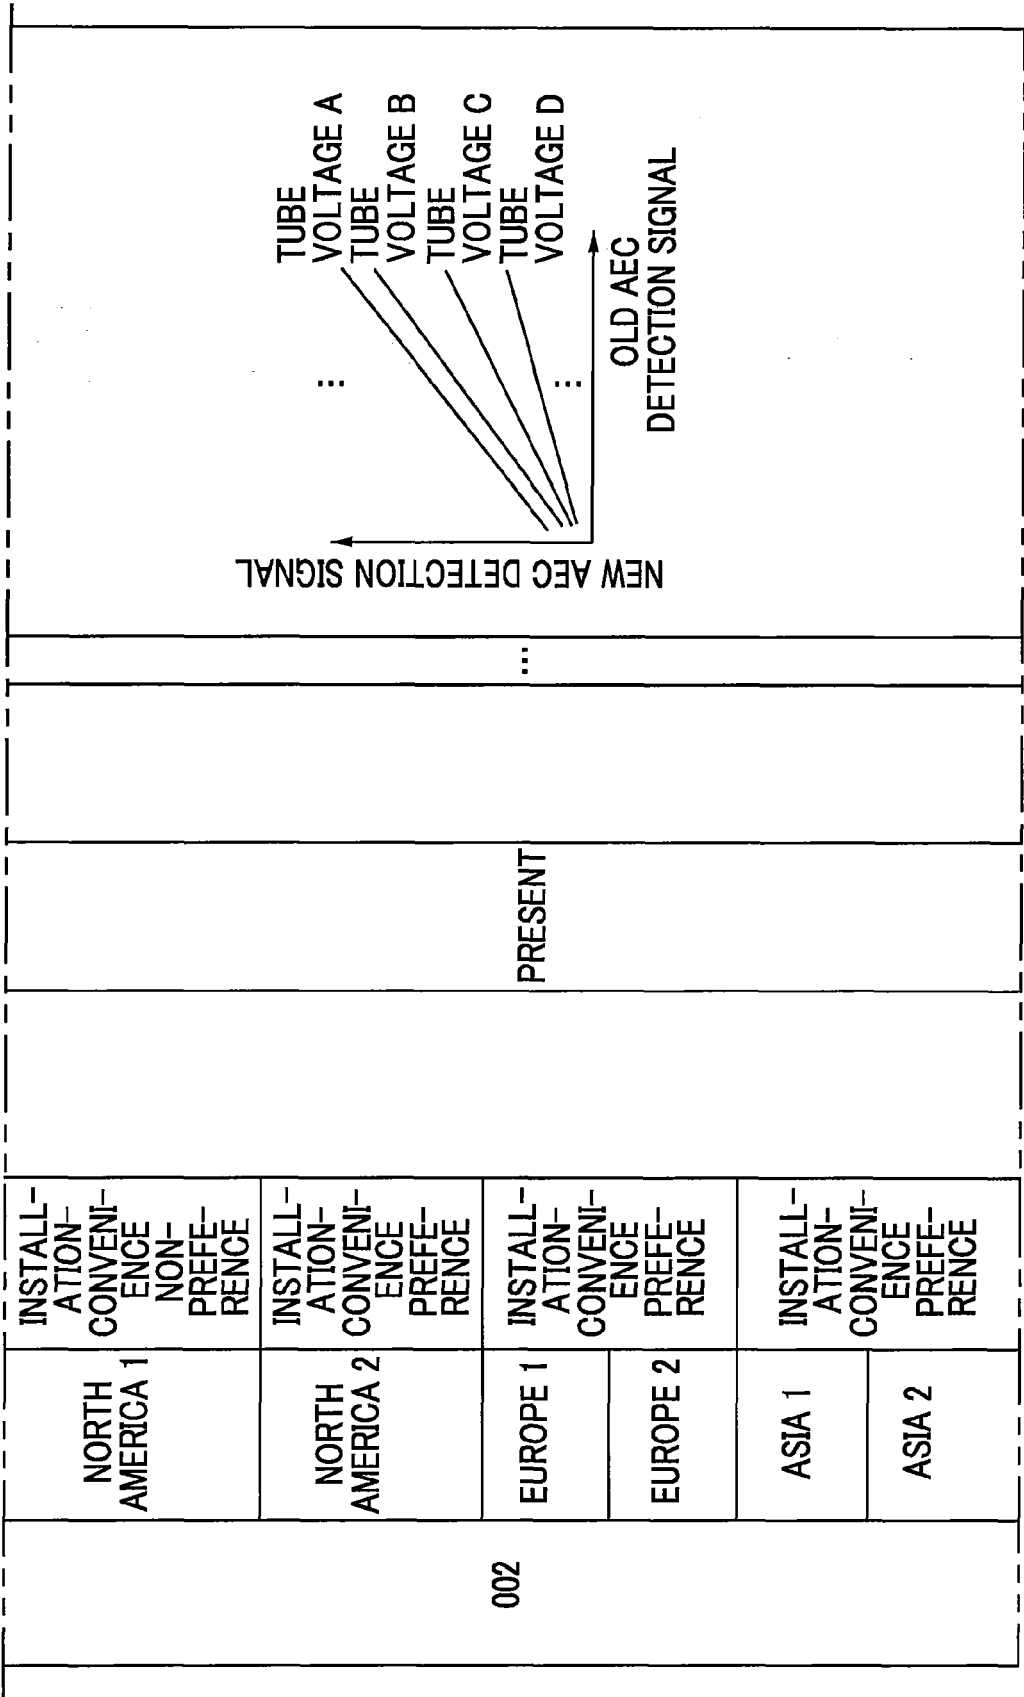 002
NORTH
AMERICA 1
INSTALL-
ATION-
CONVENI-
ENCE
NON-
PREFE-
RENCE
NORTH
AMERICA 2
INSTALL-
ATION-
CONVENI-
ENCE
PREFE-
RENCE
EUROPE 1
EUROPE 2
INSTALL-
ATION-
CONVENI-
ENCE
PREFE-
RENCE
ASIA 1
ASIA 2
INSTALL-
ATION-
CONVENI-
ENCE
PREFE-
RENCE
PRESENT
...
NEW AEC DETECTION SIGNAL
TUBE
VOLTAGE A
TUBE
VOLTAGE B
TUBE
VOLTAGE C
TUBE
VOLTAGE D
...
...
OLD AEC
DETECTION SIGNAL